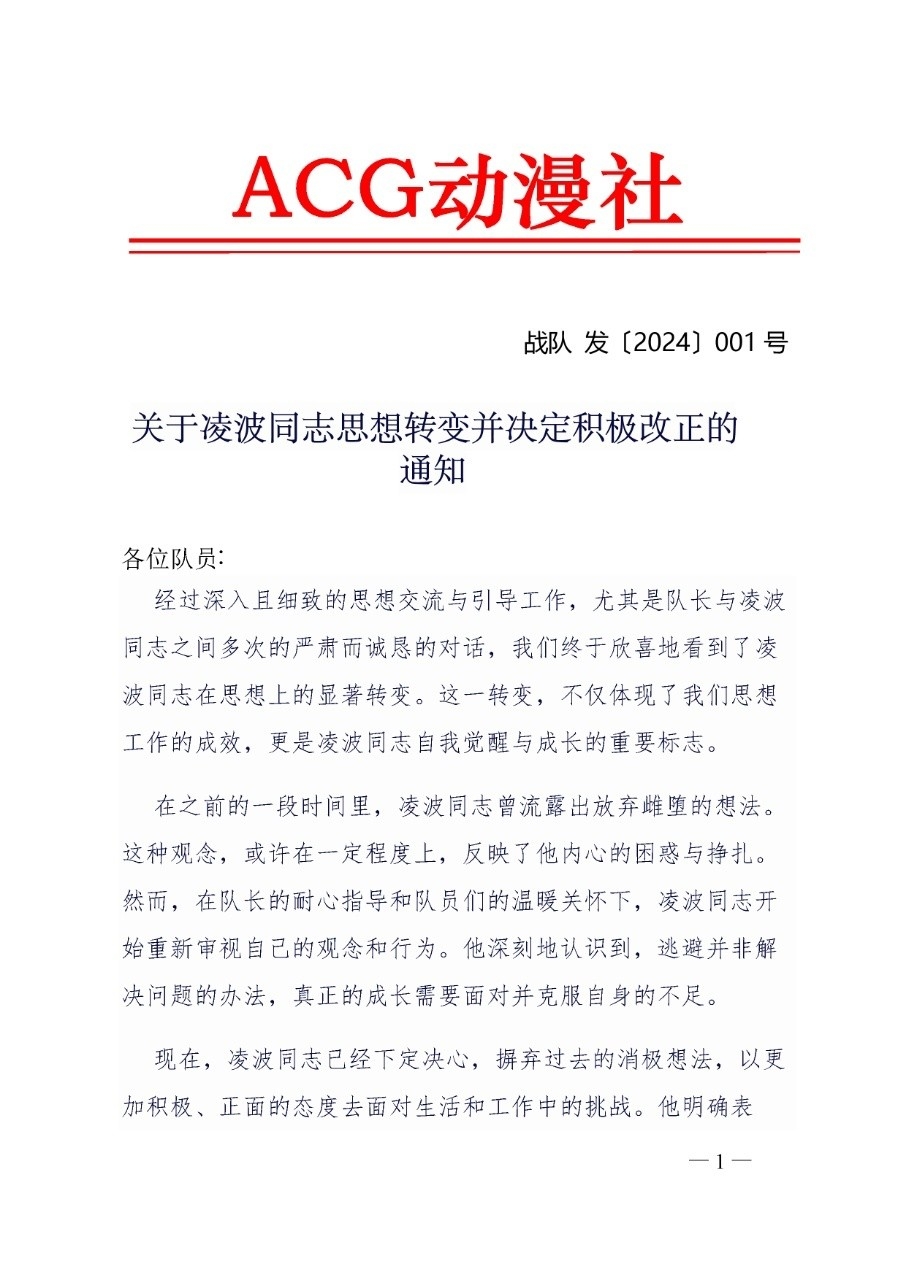 ACG动漫社
战队 发〔2024〕001 号
关于凌波同志思想转变并决定积极改正的
通知
各位队员：
经过深入且细致的思想交流与引导工作，尤其是队长与凌波
同志之间多次的严肃而诚恳的对话，我们终于欣喜地看到了凌
波同志在思想上的显著转变。这一转变，不仅体现了我们思想
工作的成效，更是凌波同志自我觉醒与成长的重要标志。
在之前的一段时间里，凌波同志曾流露出放弃雌堕的想法。
这种观念，或许在一定程度上，反映了他内心的困惑与挣扎。
然而，在队长的耐心指导和队员们的温暖关怀下，凌波同志开
始重新审视自己的观念和行为。他深刻地认识到，逃避并非解
决问题的办法，真正的成长需要面对并克服自身的不足。
现在，凌波同志已经下定决心，摒弃过去的消极想法，以更
加积极、正面的态度去面对生活和工作中的挑战。他明确表
— 1 —